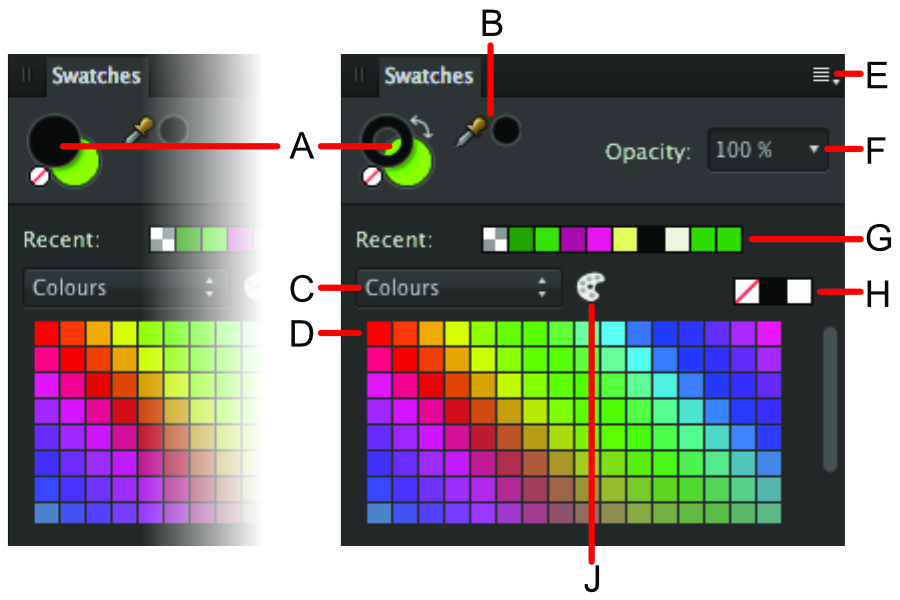 B
Swatches
Swatches
E
A
Opacity:
100 %
F
Recent:
Recent:
G
Colours
C
Colours
H
D
J